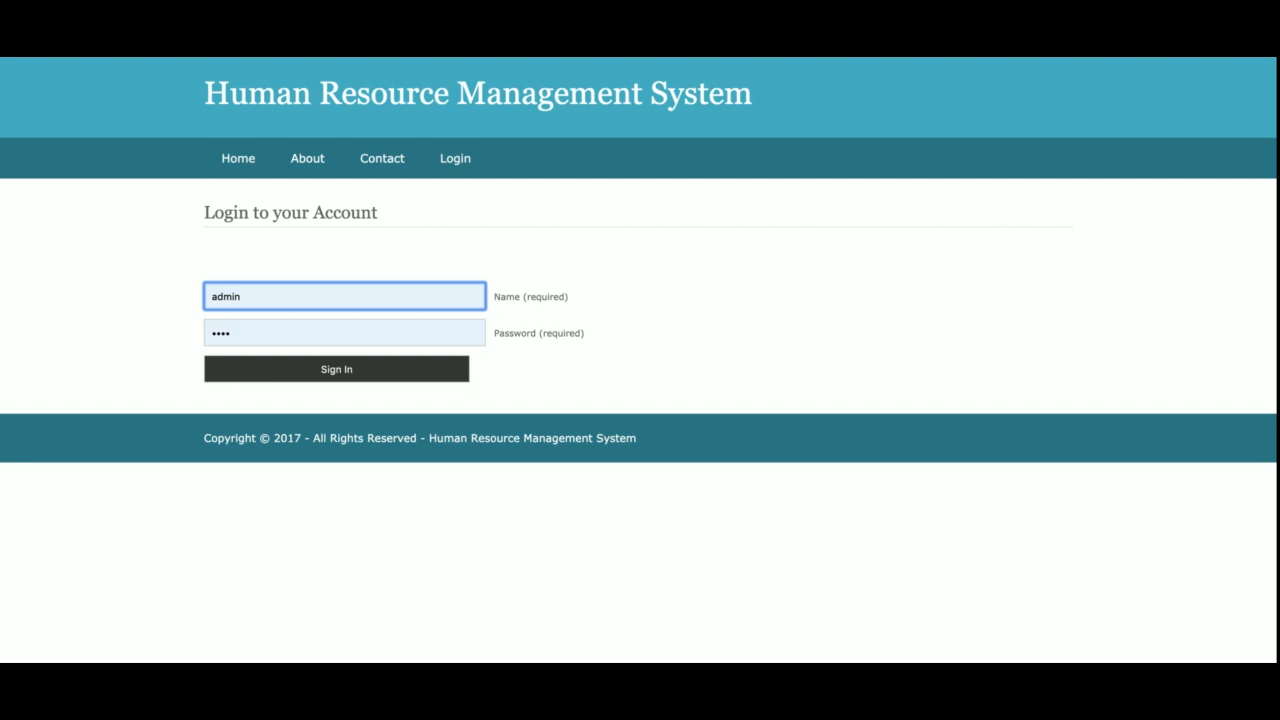 Human Resource Management System
Home About Contact Login
Login to your Account
admin Name (required)
•••• Password (required)
Sign In
Copyright © 2017 - All Rights Reserved - Human Resource Management System